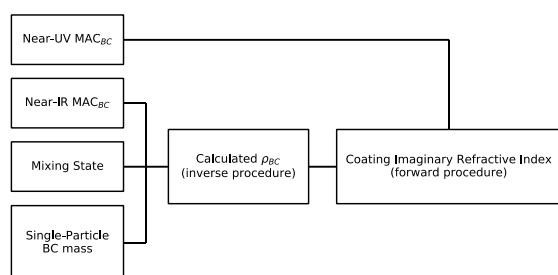 Near-UV MAC_BC
Near-IR MAC_BC
Mixing State
Single-Particle
BC mass
Calculated ρ_BC
(inverse procedure)
Coating Imaginary Refractive Index
(forward procedure)